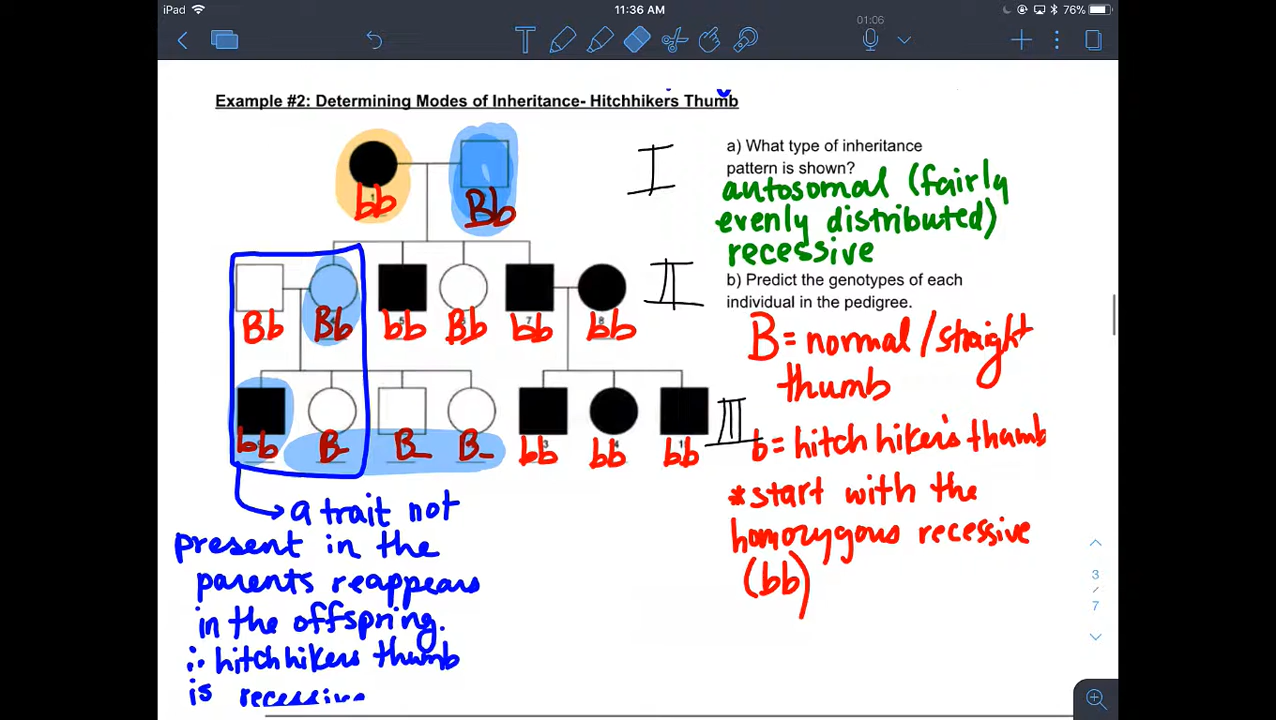 iPad
11:36 AM
76%
01:06
T
Example #2: Determining Modes of Inheritance- Hitchhikers Thumb
I
a) What type of inheritance
pattern is shown?
autosomal (fairly
evenly distributed)
recessive
bb
Bb
II
b) Predict the genotypes of each
individual in the pedigree.
Bb Bb bb Bb bb bb
B = normal / straight
thumb
III
b = hitch hiker's thumb
bb B_ B_ B_ bb bb bb
*start with the
homozygous recessive
(bb)
a trait not
present in the
parents reappears
in the offspring.
∴ hitchhikers thumb
is recessive
3
/
7